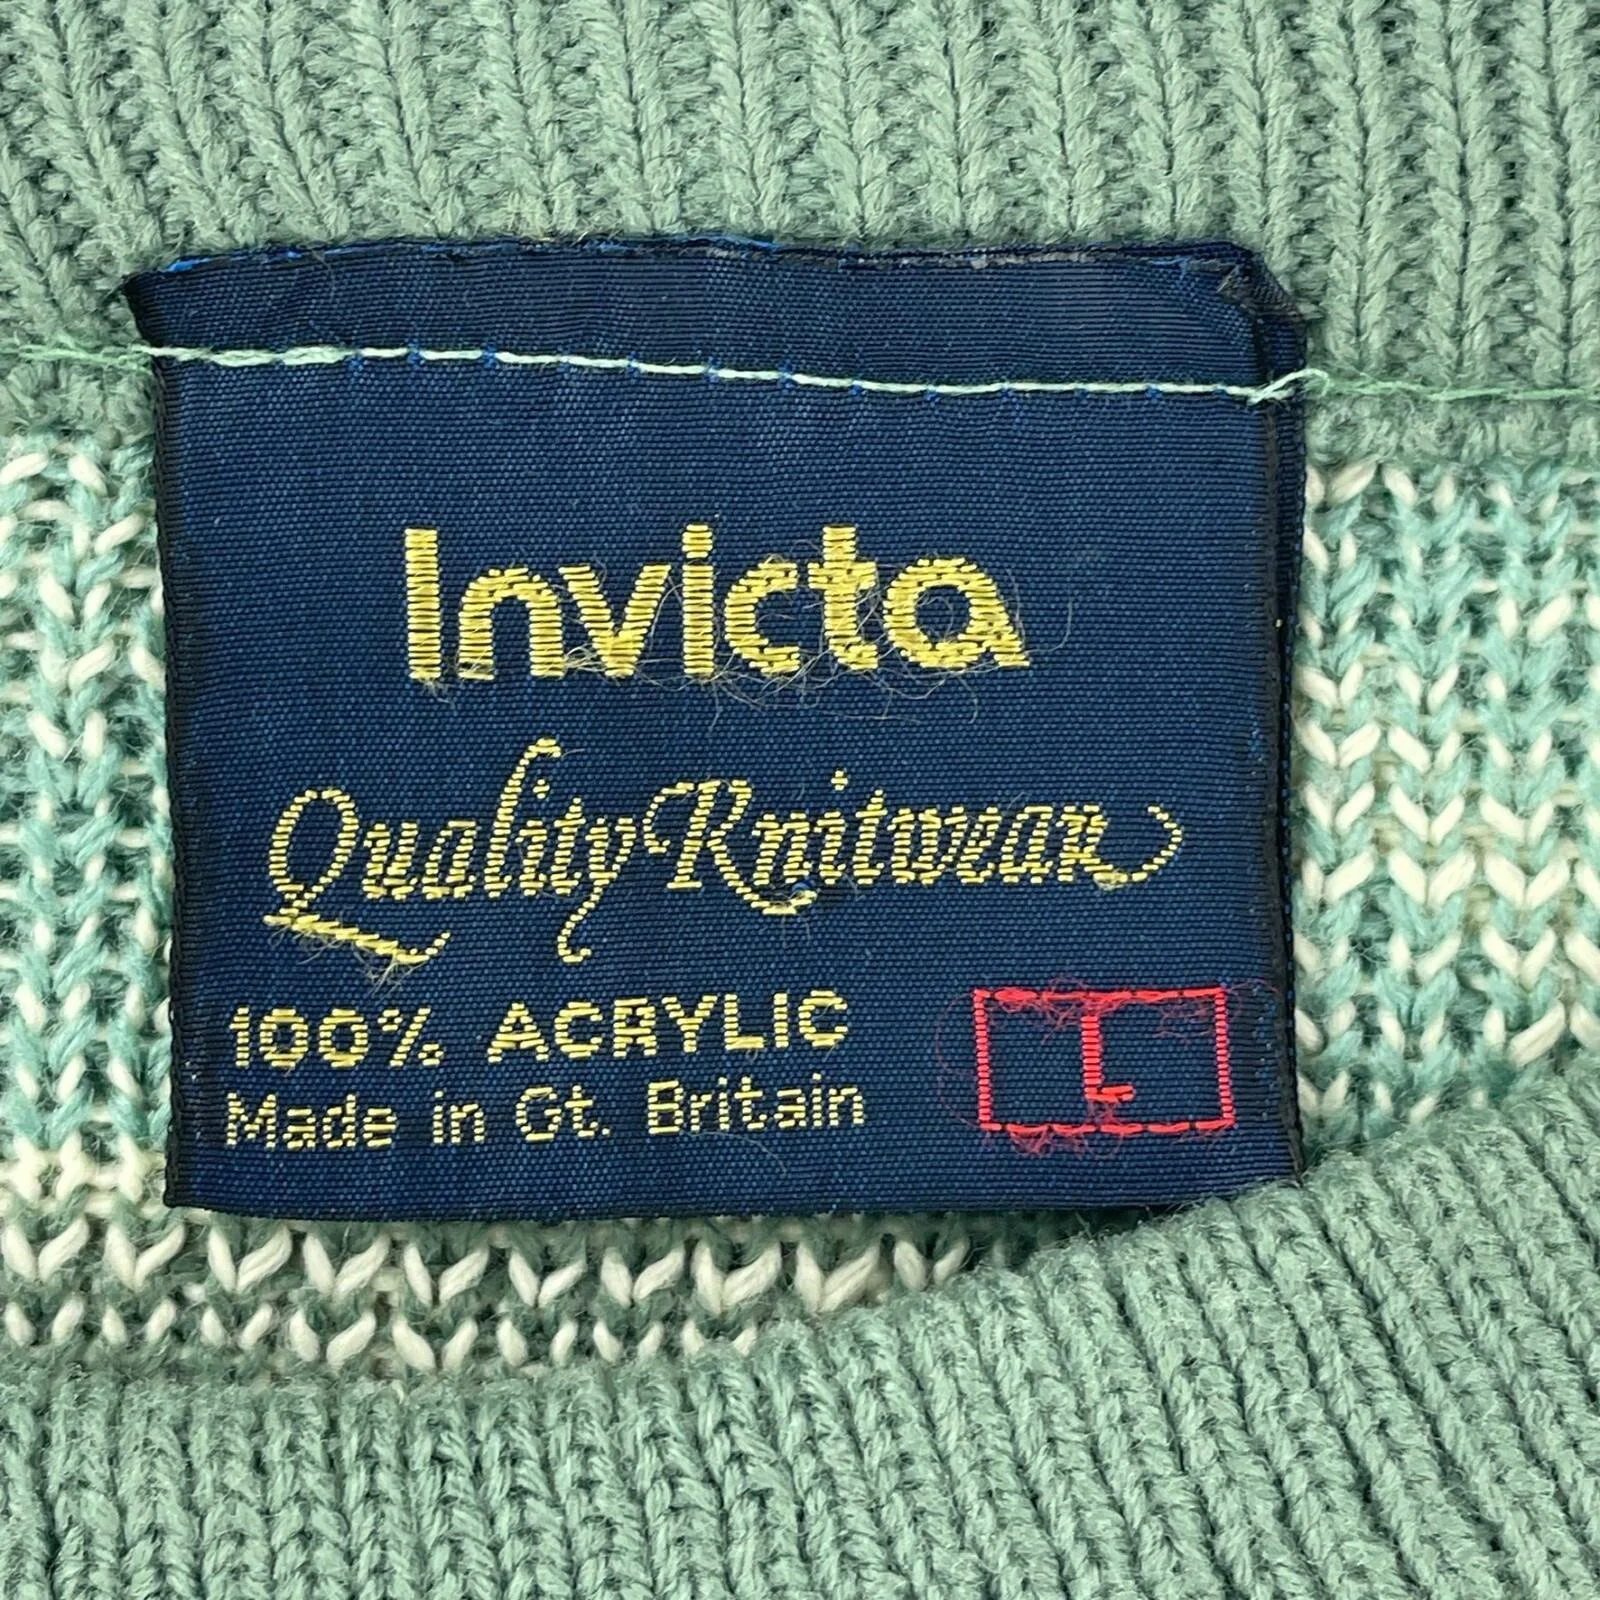 Invicta
Quality Knitwear
100% ACRYLIC
Made in Gt. Britain
L